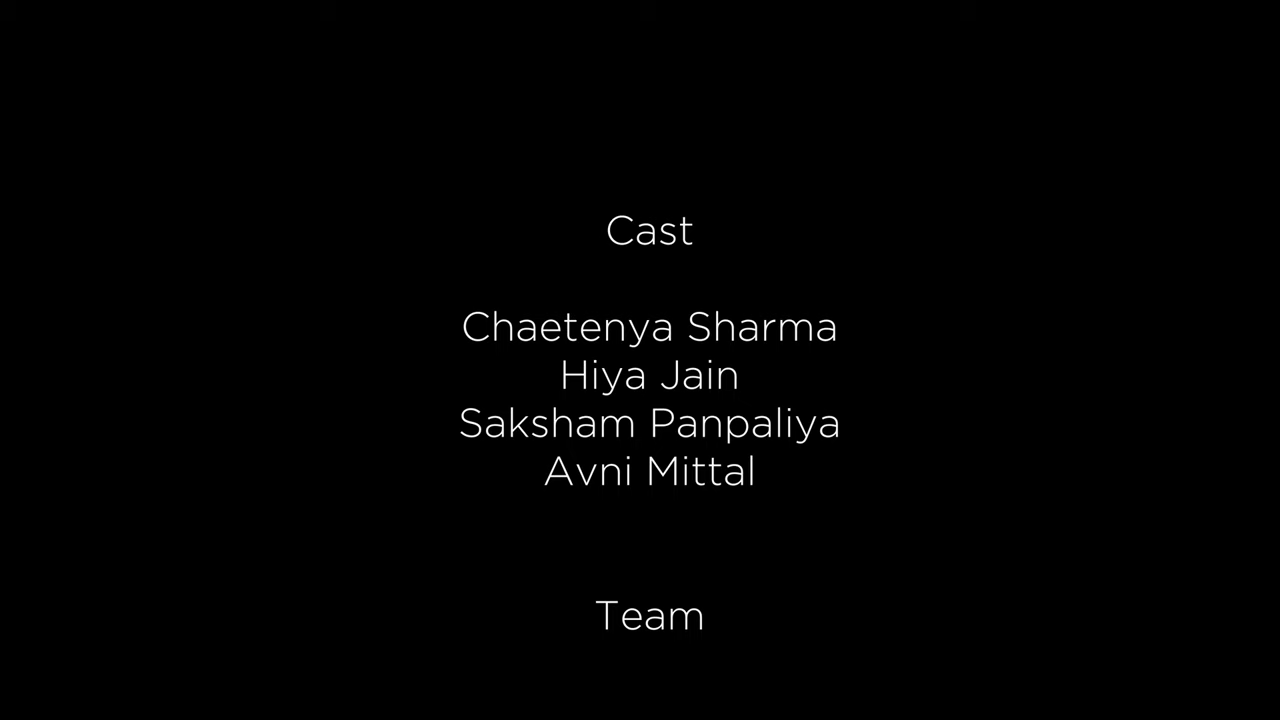 Cast
Chaetenya Sharma
Hiya Jain
Saksham Panpaliya
Avni Mittal
Team